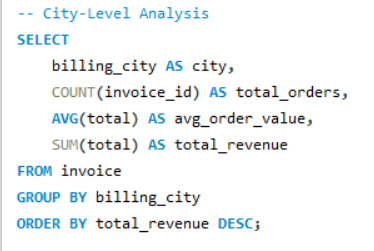 -- City-Level Analysis
SELECT
    billing_city AS city,
    COUNT(invoice_id) AS total_orders,
    AVG(total) AS avg_order_value,
    SUM(total) AS total_revenue
FROM invoice
GROUP BY billing_city
ORDER BY total_revenue DESC;